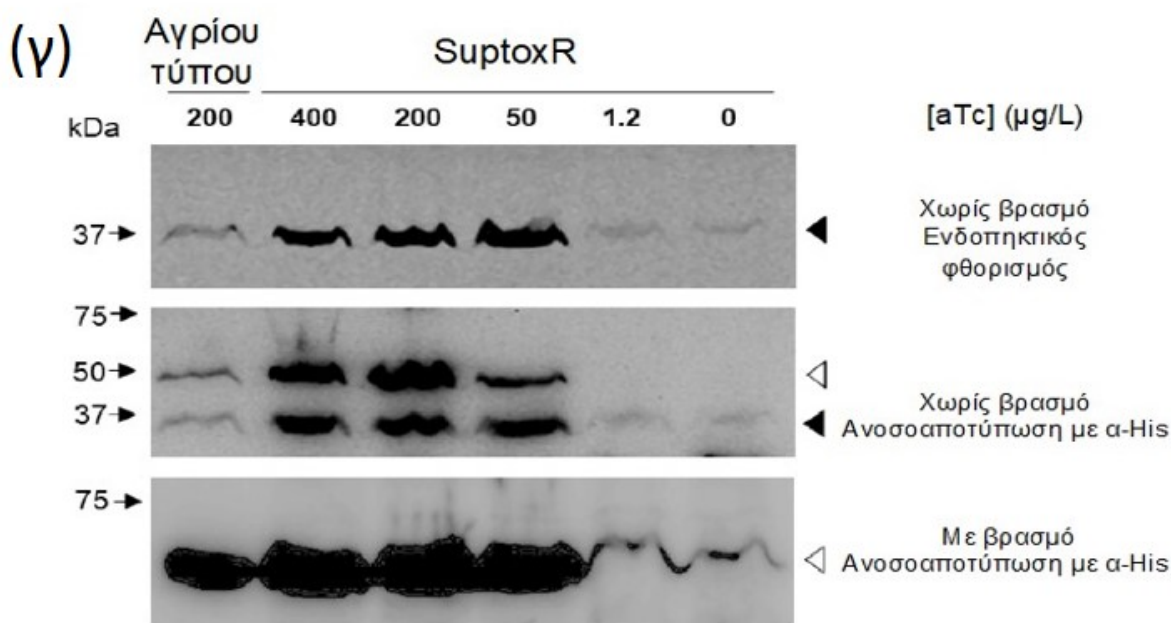 (γ)
Αγρίου
τύπου
SuptoxR
kDa
200 400 200 50 1.2 0
[aTc] (μg/L)
37
Χωρίς βρασμό
Ενδοπηκτικός
φθορισμός
75
50
37
Χωρίς βρασμό
Ανοσοαποτύπωση με α-His
75
Με βρασμό
Ανοσοαποτύπωση με α-His